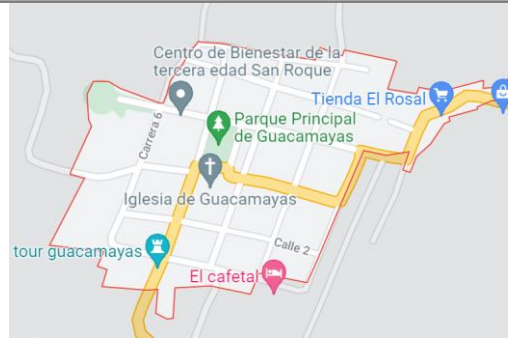 Centro de Bienestar de la
tercera edad San Roque
Tienda El Rosal
Carrera 6
Parque Principal
de Guacamayas
Iglesia de Guacamayas
Calle 2
tour guacamayas
El cafetal